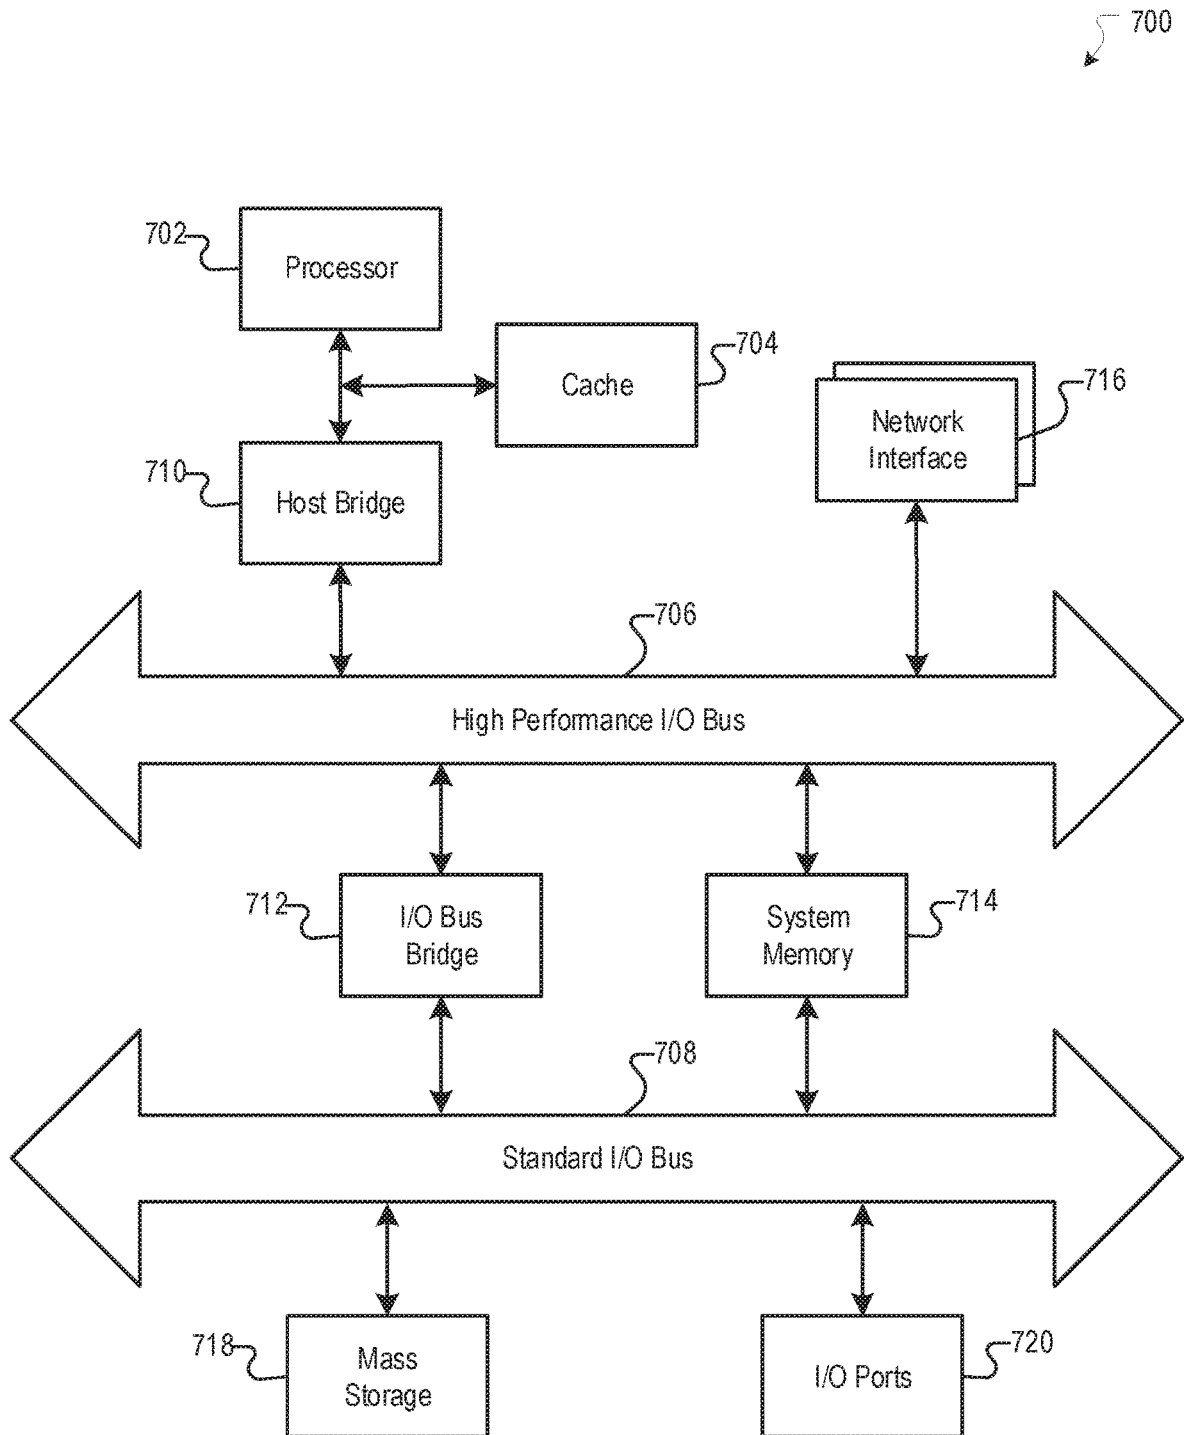 700
702
Processor
704
Cache
716
Network
Interface
710
Host Bridge
706
High Performance I/O Bus
712
I/O Bus
Bridge
System
Memory
714
708
Standard I/O Bus
718
Mass
Storage
I/O Ports
720